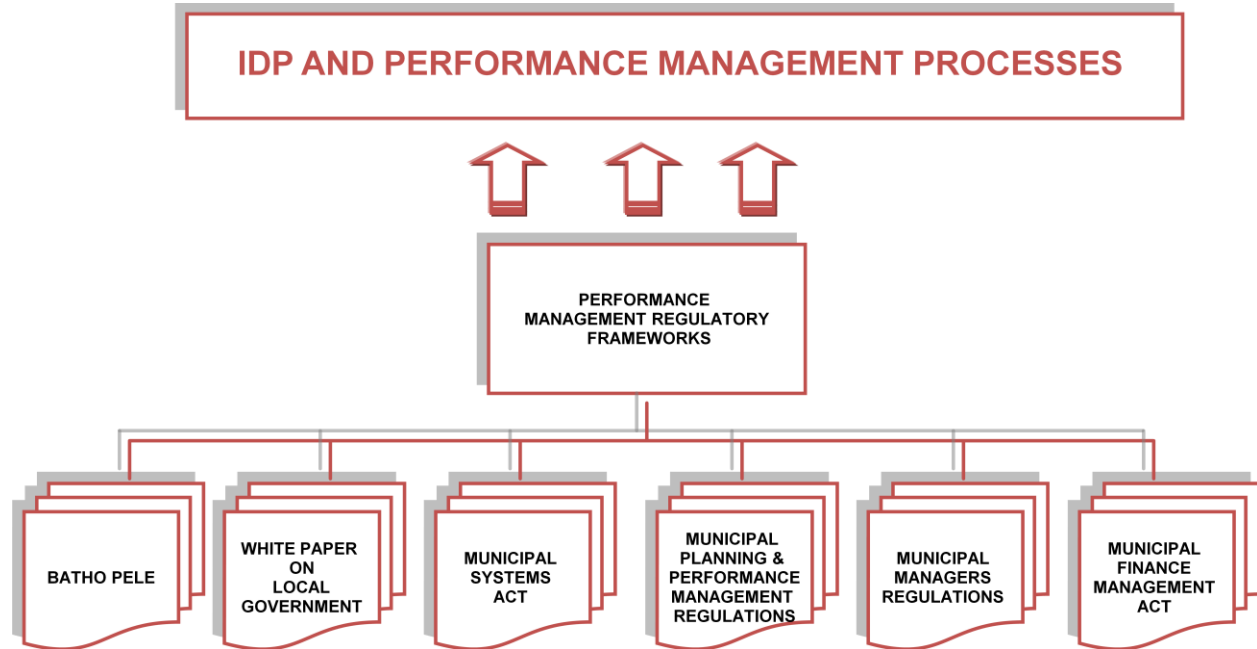 IDP AND PERFORMANCE MANAGEMENT PROCESSES
PERFORMANCE
MANAGEMENT REGULATORY
FRAMEWORKS
BATHO PELE
WHITE PAPER
ON
LOCAL
GOVERNMENT
MUNICIPAL
SYSTEMS
ACT
MUNICIPAL
PLANNING &
PERFORMANCE
MANAGEMENT
REGULATIONS
MUNICIPAL
MANAGERS
REGULATIONS
MUNICIPAL
FINANCE
MANAGEMENT
ACT